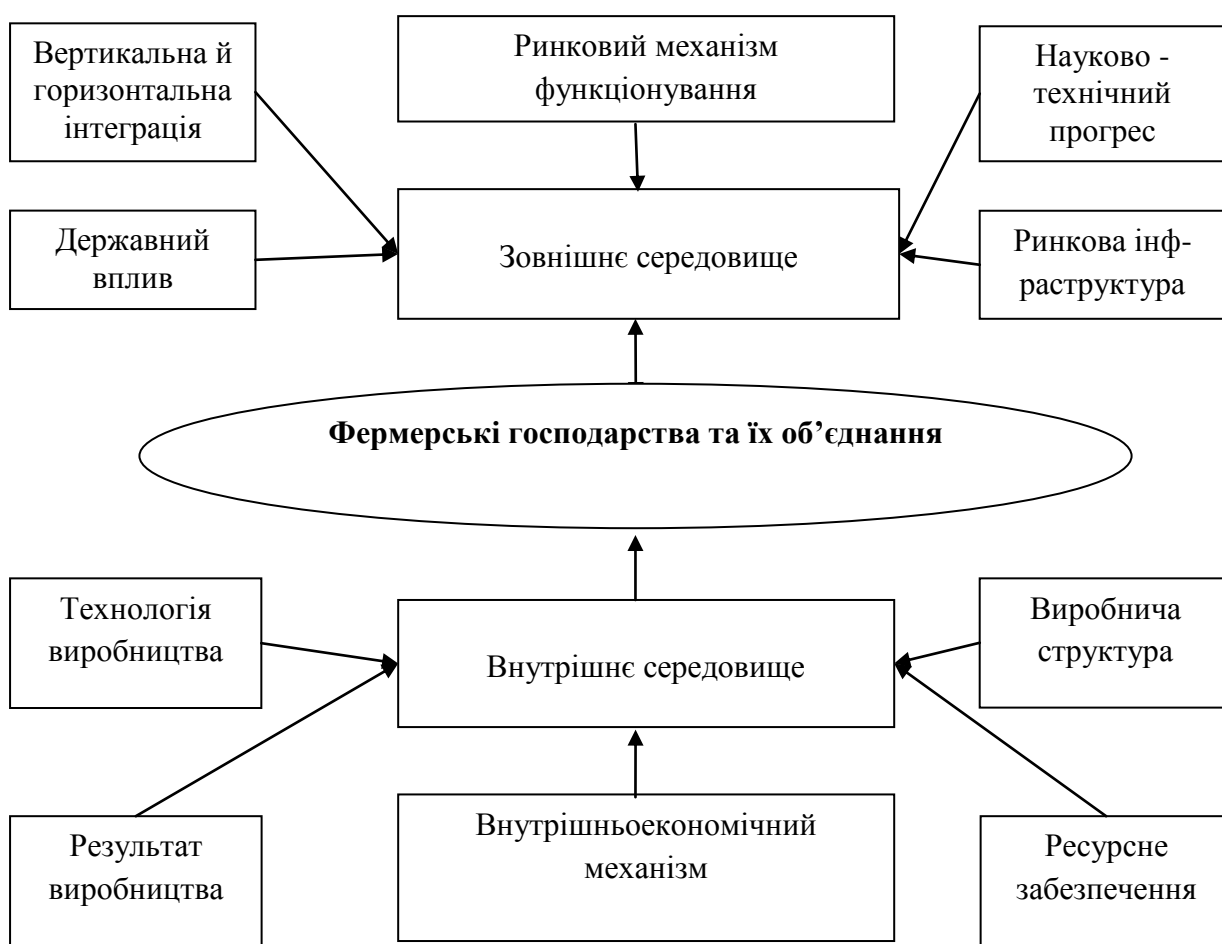 Вертикальна й
горизонтальна
інтеграція
Ринковий механізм
функціонування
Науково -
технічний
прогрес
Державний
вплив
Зовнішнє середовище
Ринкова інф-
раструктура
Фермерські господарства та їх об’єднання
Технологія
виробництва
Внутрішнє середовище
Виробнича
структура
Результат
виробництва
Внутрішньоекономічний
механізм
Ресурсне
забезпечення